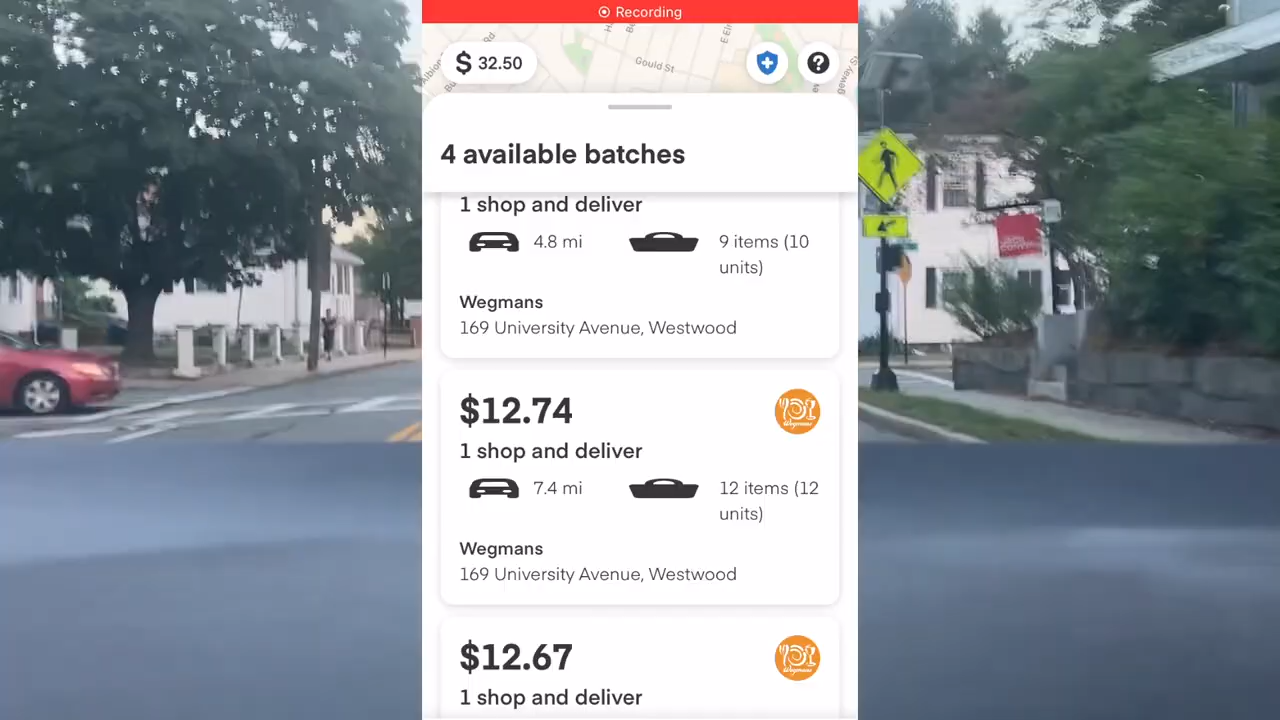 Recording
$ 32.50
Gould St
4 available batches
1 shop and deliver
4.8 mi
9 items (10
units)
Wegmans
169 University Avenue, Westwood
$12.74
Wegmans
1 shop and deliver
7.4 mi
12 items (12
units)
Wegmans
169 University Avenue, Westwood
$12.67
Wegmans
1 shop and deliver